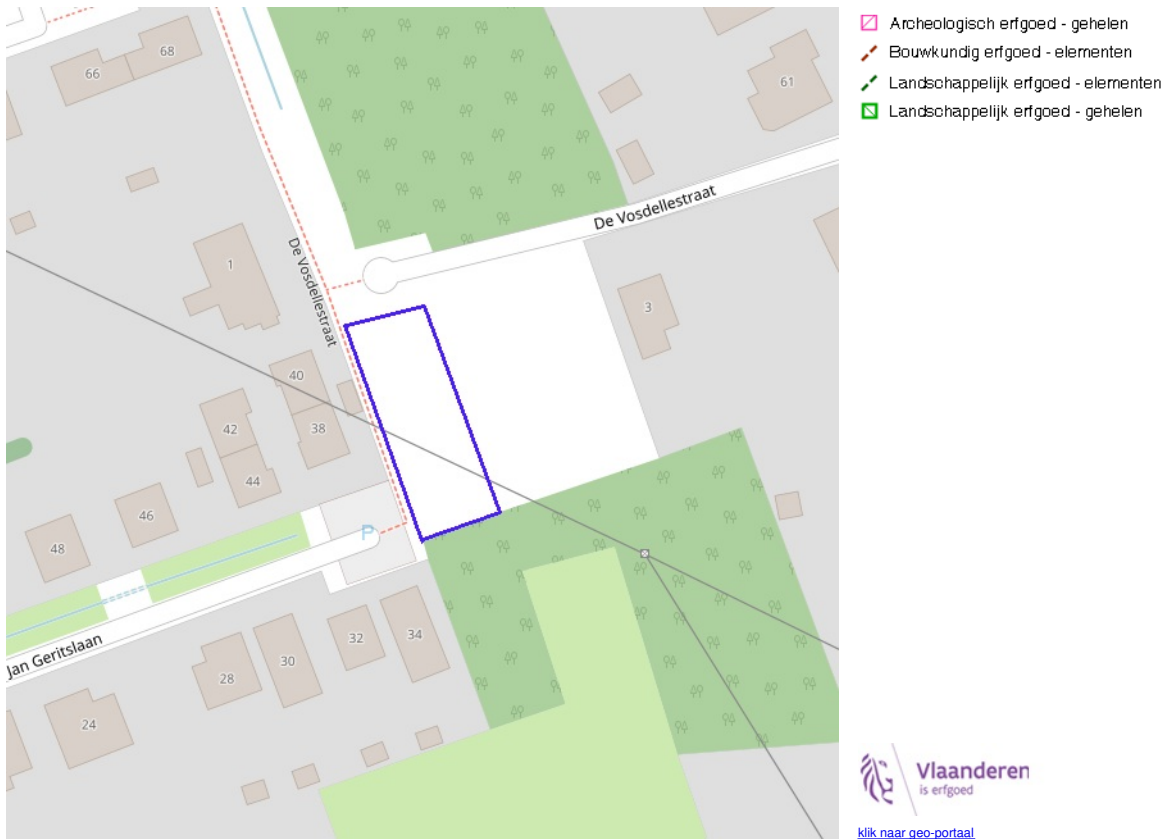 68
66
61
De Vosdellestraat
1
De Vosdellestraat
3
40
42
38
44
46
P
48
Jan Geritslaan
34
32
30
28
24
Archeologisch erfgoed - gehelen
Bouwkundig erfgoed - elementen
Landschappelijk erfgoed - elementen
Landschappelijk erfgoed - gehelen
Vlaanderen
is erfgoed
klik naar geo-portaal